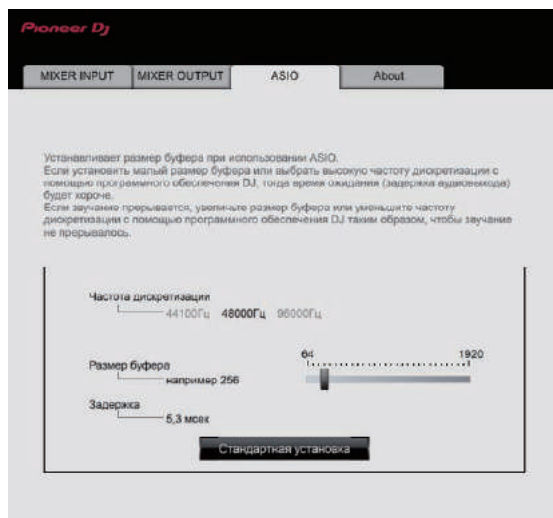 Pioneer Dj
MIXER INPUT MIXER OUTPUT ASIO About
Устанавливает размер буфера при использовании ASIO.
Если установить малый размер буфера или выбрать высокую частоту дискретизации с
помощью программного обеспечения DJ, тогда время ожидания (задержка аудиовыхода)
будет короче.
Если звучание прерывается, увеличьте размер буфера или уменьшите частоту
дискретизации с помощью программного обеспечения DJ таким образом, чтобы звучание
не прерывалось.
Частота дискретизации
44100Гц 48000Гц 96000Гц
64 1920
Размер буфера
например 256
Задержка
5,3 мсек
Стандартная установка